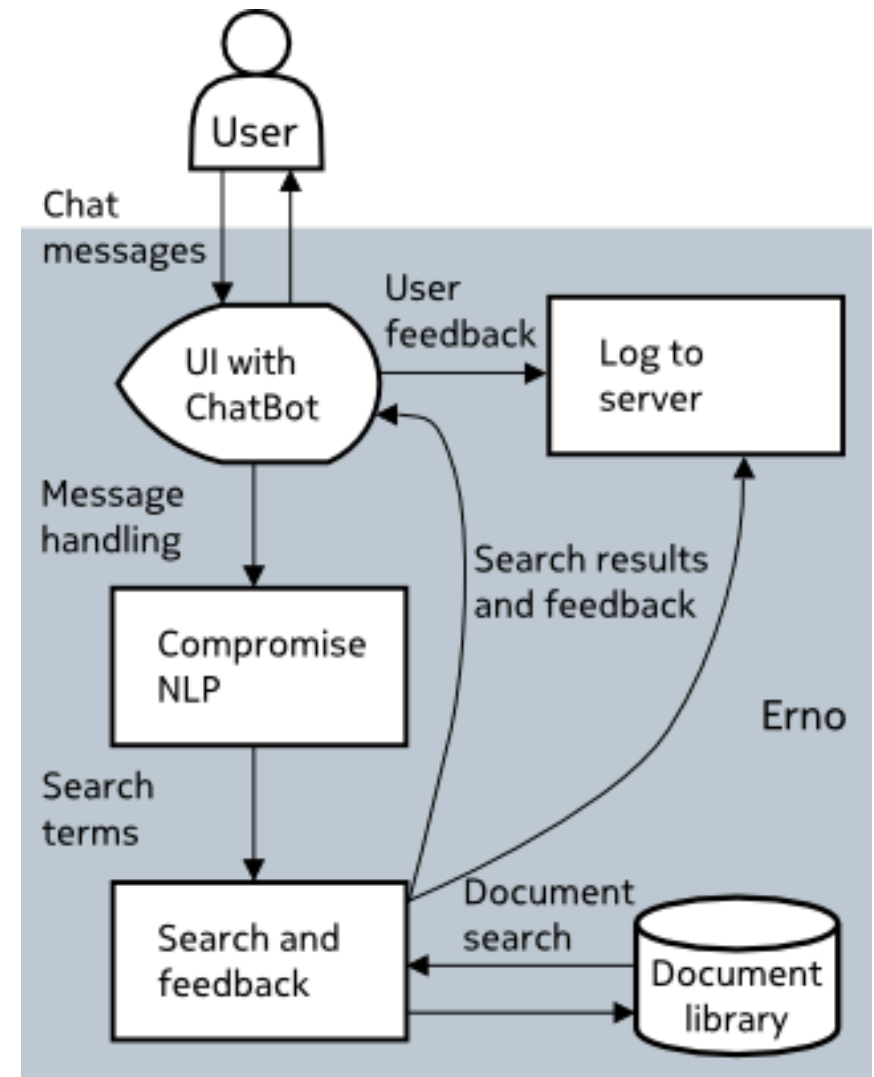 User
Chat
messages
User
feedback
UI with
ChatBot
Log to
server
Message
handling
Search results
and feedback
Compromise
NLP
Erno
Search
terms
Document
search
Search and
feedback
Document
library